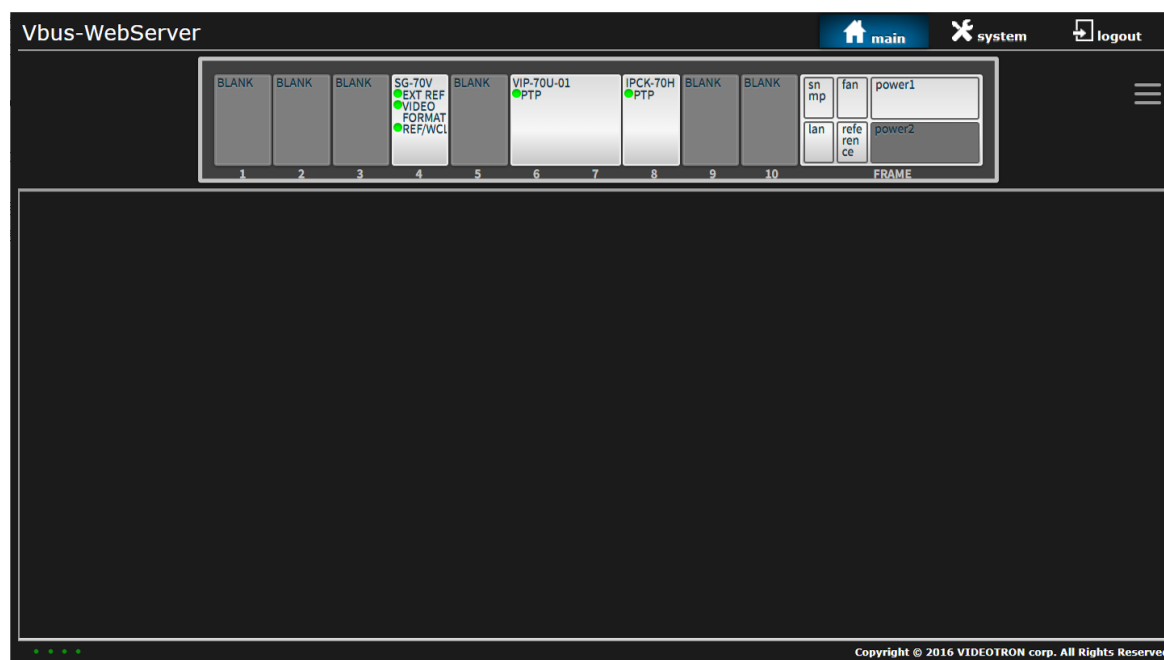 Vbus-WebServer
main
system
logout
BLANK
BLANK
BLANK
SG-70V
EXT REF
VIDEO
FORMAT
REF/WCL
BLANK
VIP-70U-01
PTP
IPCK-70H
PTP
BLANK
BLANK
sn
mp
fan
power1
lan
refe
ren
ce
power2
1 2 3 4 5 6 7 8 9 10 FRAME
Copyright © 2016 VIDEOTRON corp. All Rights Reserved